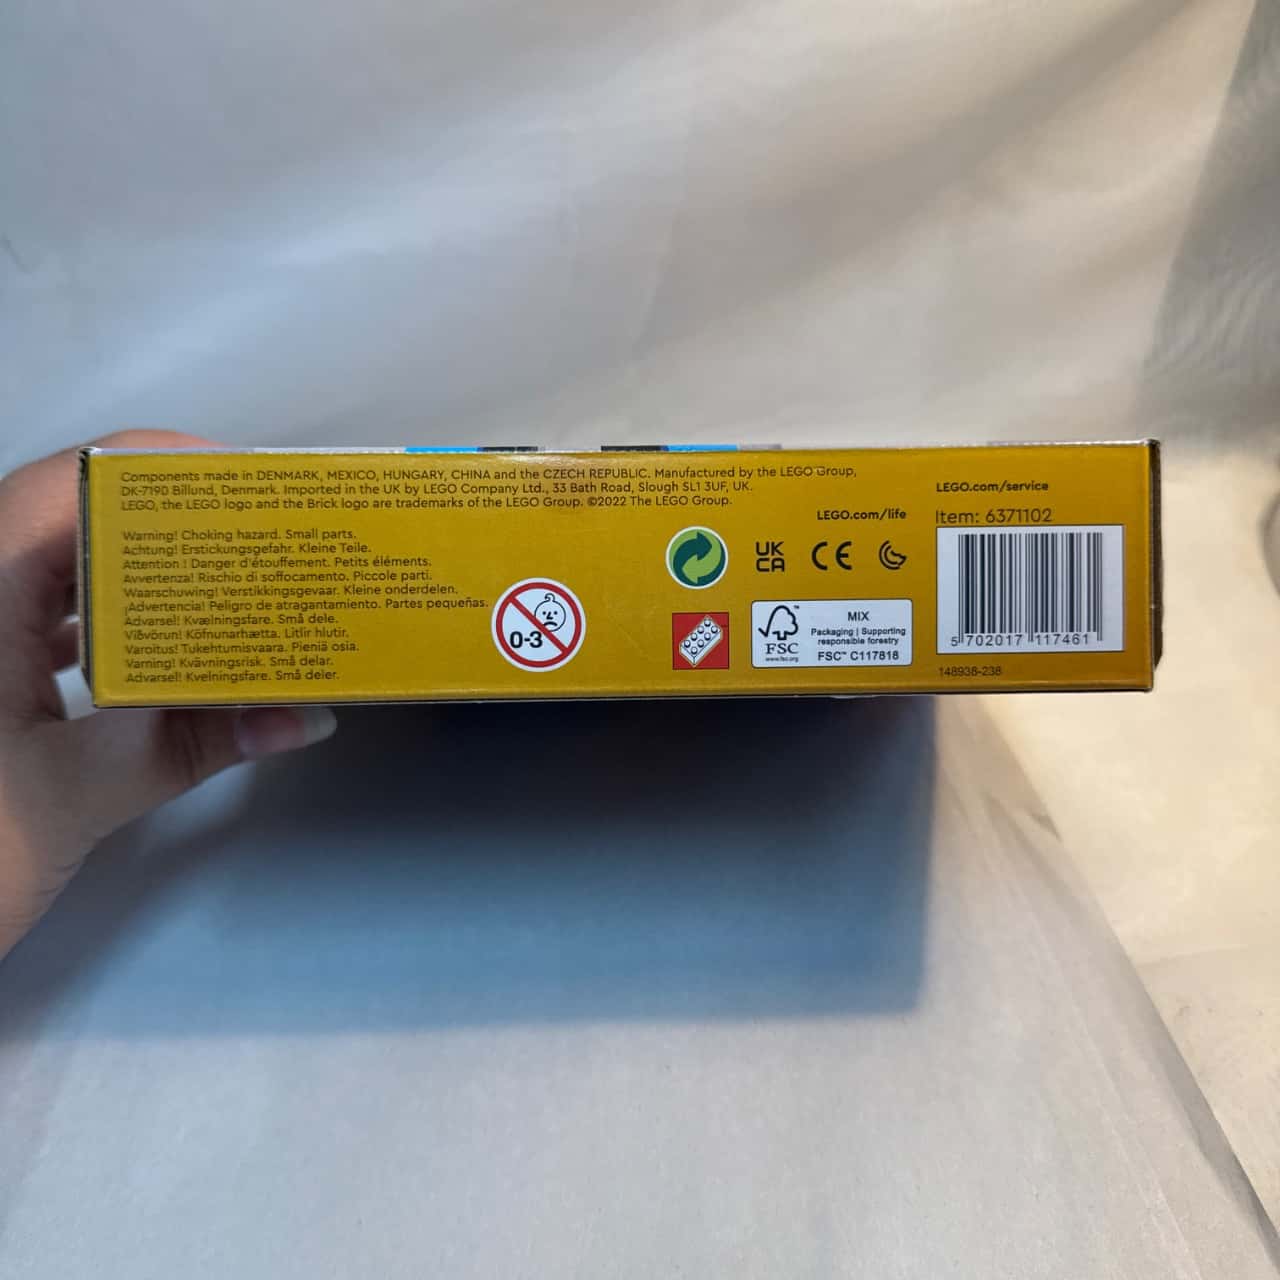 Components made in DENMARK, MEXICO, HUNGARY, CHINA and the CZECH REPUBLIC. Manufactured by the LEGO Group,
DK-7190 Billund, Denmark. Imported in the UK by LEGO Company Ltd., 33 Bath Road, Slough SL1 3UF, UK.
LEGO, the LEGO logo and the Brick logo are trademarks of the LEGO Group. ©2022 The LEGO Group.
Warning! Choking hazard. Small parts.
Achtung! Erstickungsgefahr. Kleine Teile.
Attention ! Danger d'étouffement. Petits éléments.
Avvertenza! Rischio di soffocamento. Piccole parti.
Waarschuwing! Verstikkingsgevaar. Kleine onderdelen.
¡Advertencia! Peligro de atragantamiento. Partes pequeñas.
Advarsel! Kvælningsfare. Små dele.
Viðvörun! Köfnunarhætta. Litlir hlutir.
Varoitus! Tukehtumisvaara. Pieniä osia.
Varning! Kvävningsrisk. Små delar.
Advarsel! Kvelningsfare. Små deler.
0-3
LEGO.com/life
UK
CA
CE
FSC
www.fsc.org
MIX
Packaging | Supporting
responsible forestry
FSC™ C117818
LEGO.com/service
Item: 6371102
5 702017 117461
148938-238